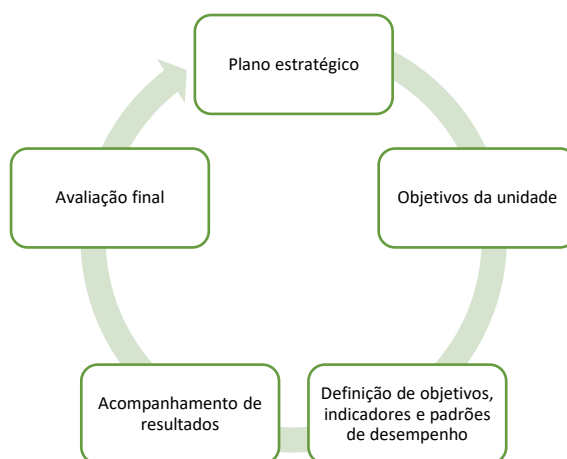 Plano estratégico
Objetivos da unidade
Definição de objetivos,
indicadores e padrões
de desempenho
Acompanhamento de
resultados
Avaliação final